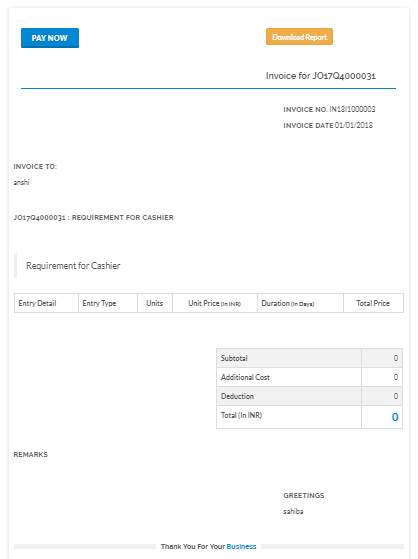 PAY NOW
Download Report
Invoice for JO17Q4000031
INVOICE NO. IN18I1000003
INVOICE DATE 01/01/2018
INVOICE TO:
anshi
JO17Q4000031 : REQUIREMENT FOR CASHIER
Requirement for Cashier
Entry Detail Entry Type Units Unit Price (In INR) Duration (In Days) Total Price
Subtotal 0
Additional Cost 0
Deduction 0
Total (In INR) 0
REMARKS
GREETINGS
sahiba
Thank You For Your Business